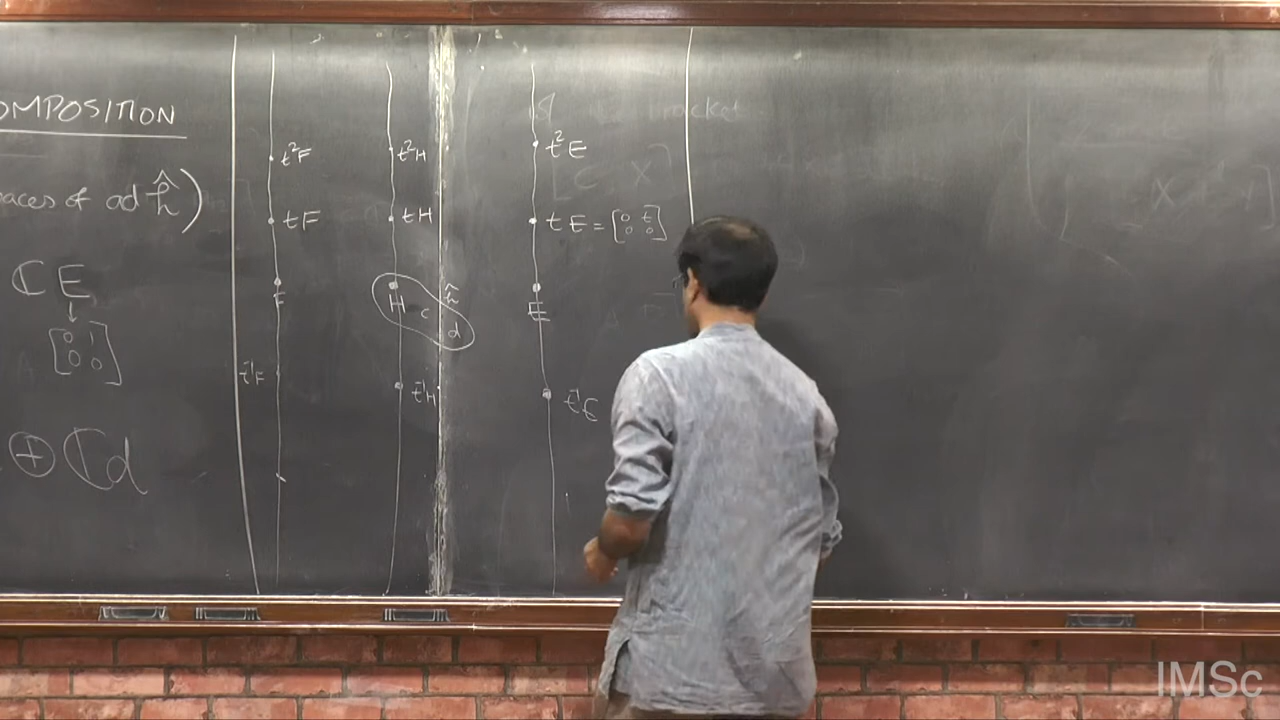 OMPOSITION
aces of ad ĥ)
ℂE
↓
[0 1
0 0]
⊕ ℂd
t²F
tF
F
t⁻¹F
t²H
tH
H c d
ĥ
t⁻¹H
t²E
tE = [0 t
0 0]
E
t⁻¹E
IMSc